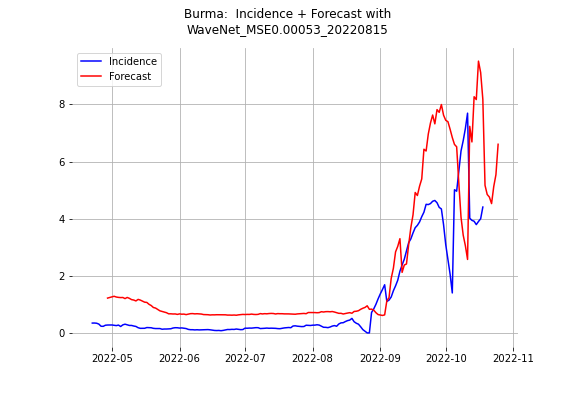 Burma:  Incidence + Forecast with
WaveNet_MSE0.00053_20220815
Incidence
Forecast
8
6
4
2
0
2022-05 2022-06 2022-07 2022-08 2022-09 2022-10 2022-11